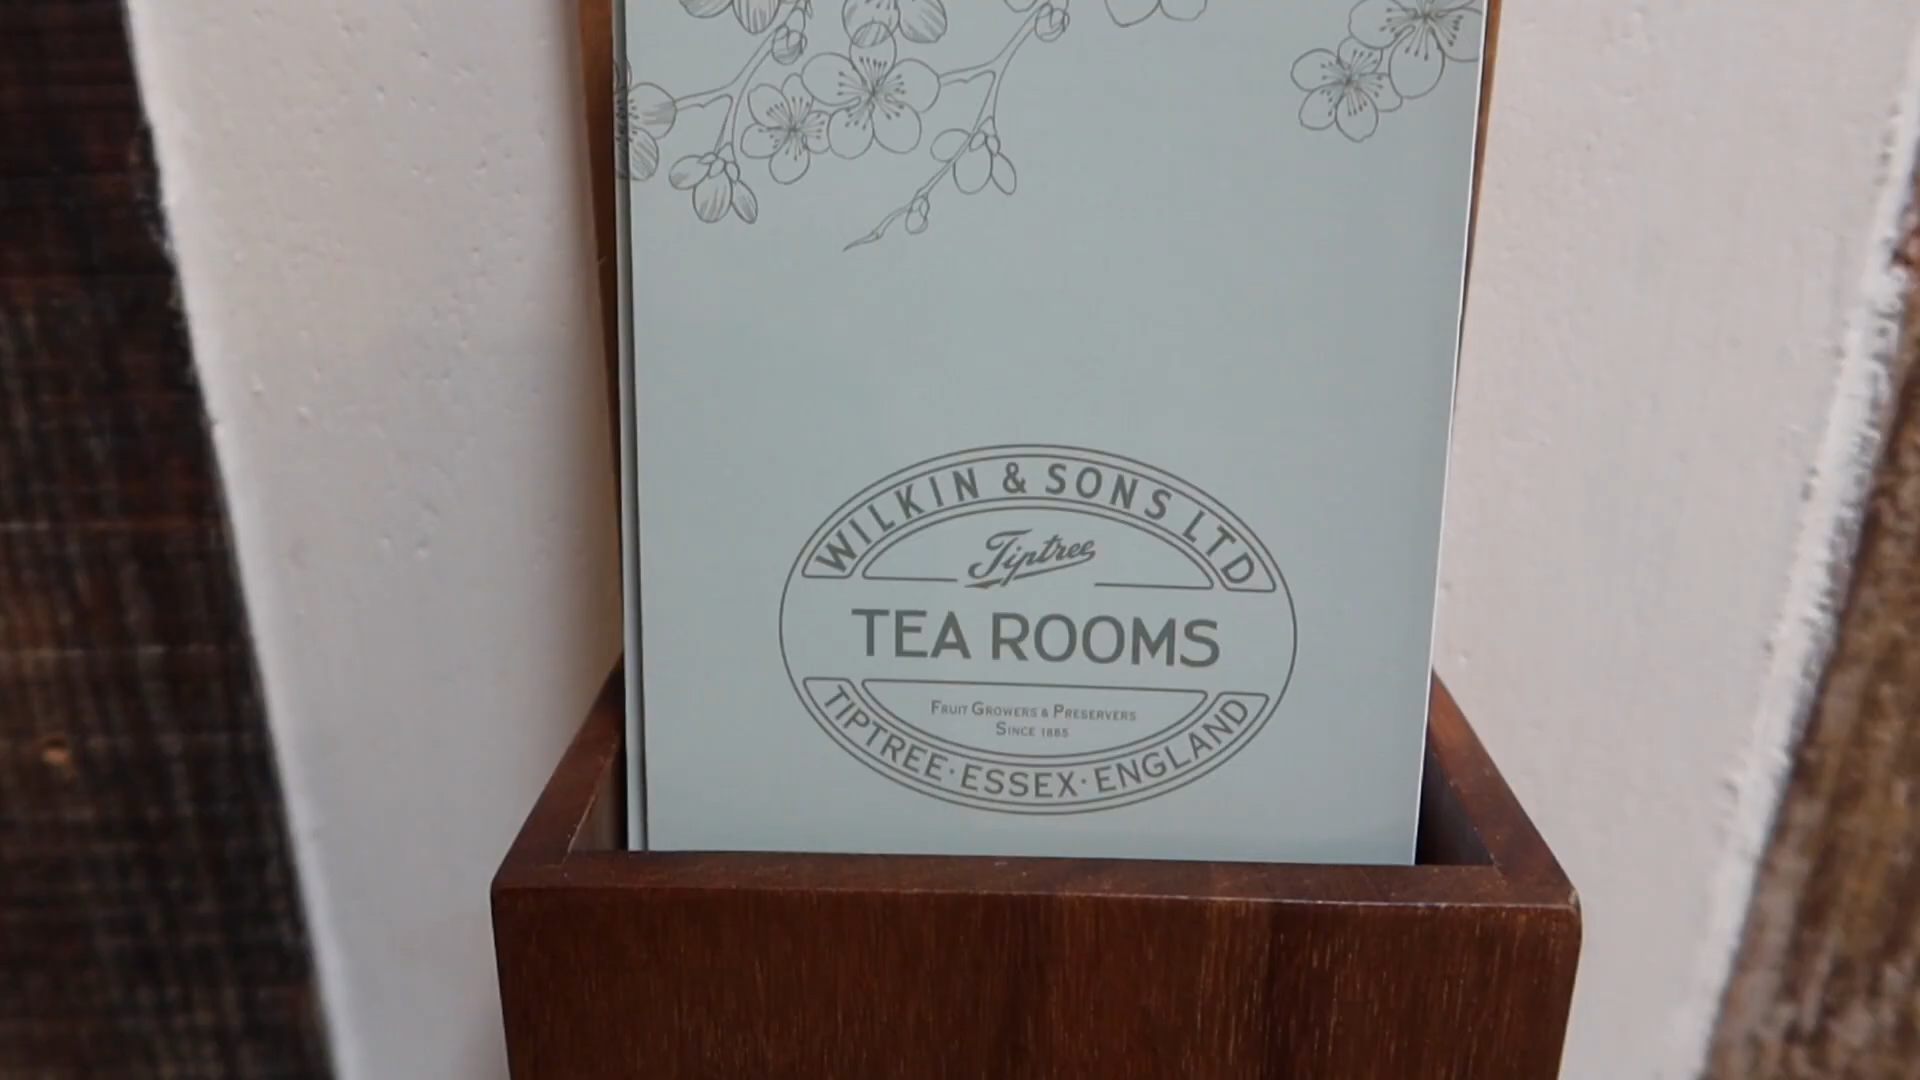 WILKIN & SONS LTD
Tiptree
TEA ROOMS
FRUIT GROWERS & PRESERVERS
SINCE 1885
TIPTREE · ESSEX · ENGLAND